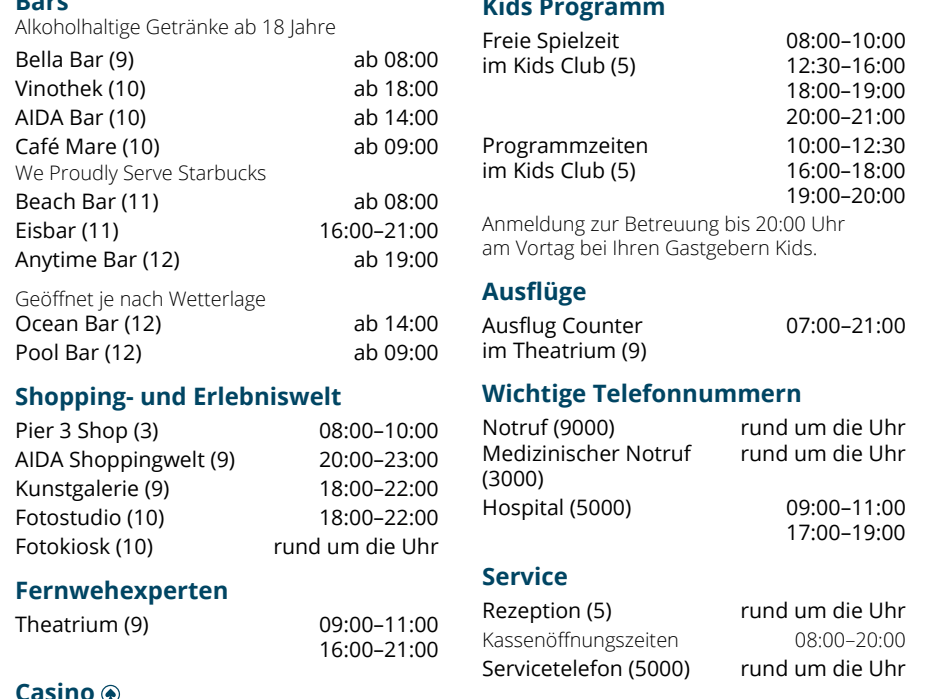 Bars
Alkoholhaltige Getränke ab 18 Jahre
Bella Bar (9) ab 08:00
Vinothek (10) ab 18:00
AIDA Bar (10) ab 14:00
Café Mare (10) ab 09:00
We Proudly Serve Starbucks
Beach Bar (11) ab 08:00
Eisbar (11) 16:00–21:00
Anytime Bar (12) ab 19:00
Geöffnet je nach Wetterlage
Ocean Bar (12) ab 14:00
Pool Bar (12) ab 09:00
Shopping- und Erlebniswelt
Pier 3 Shop (3) 08:00–10:00
AIDA Shoppingwelt (9) 20:00–23:00
Kunstgalerie (9) 18:00–22:00
Fotostudio (10) 18:00–22:00
Fotokiosk (10) rund um die Uhr
Fernwehexperten
Theatrium (9) 09:00–11:00
16:00–21:00
Casino
Kids Programm
Freie Spielzeit 08:00–10:00
im Kids Club (5) 12:30–16:00
18:00–19:00
20:00–21:00
Programmzeiten 10:00–12:30
im Kids Club (5) 16:00–18:00
19:00–20:00
Anmeldung zur Betreuung bis 20:00 Uhr
am Vortag bei Ihren Gastgebern Kids.
Ausflüge
Ausflug Counter 07:00–21:00
im Theatrium (9)
Wichtige Telefonnummern
Notruf (9000) rund um die Uhr
Medizinischer Notruf rund um die Uhr
(3000)
Hospital (5000) 09:00–11:00
17:00–19:00
Service
Rezeption (5) rund um die Uhr
Kassenöffnungszeiten 08:00–20:00
Servicetelefon (5000) rund um die Uhr